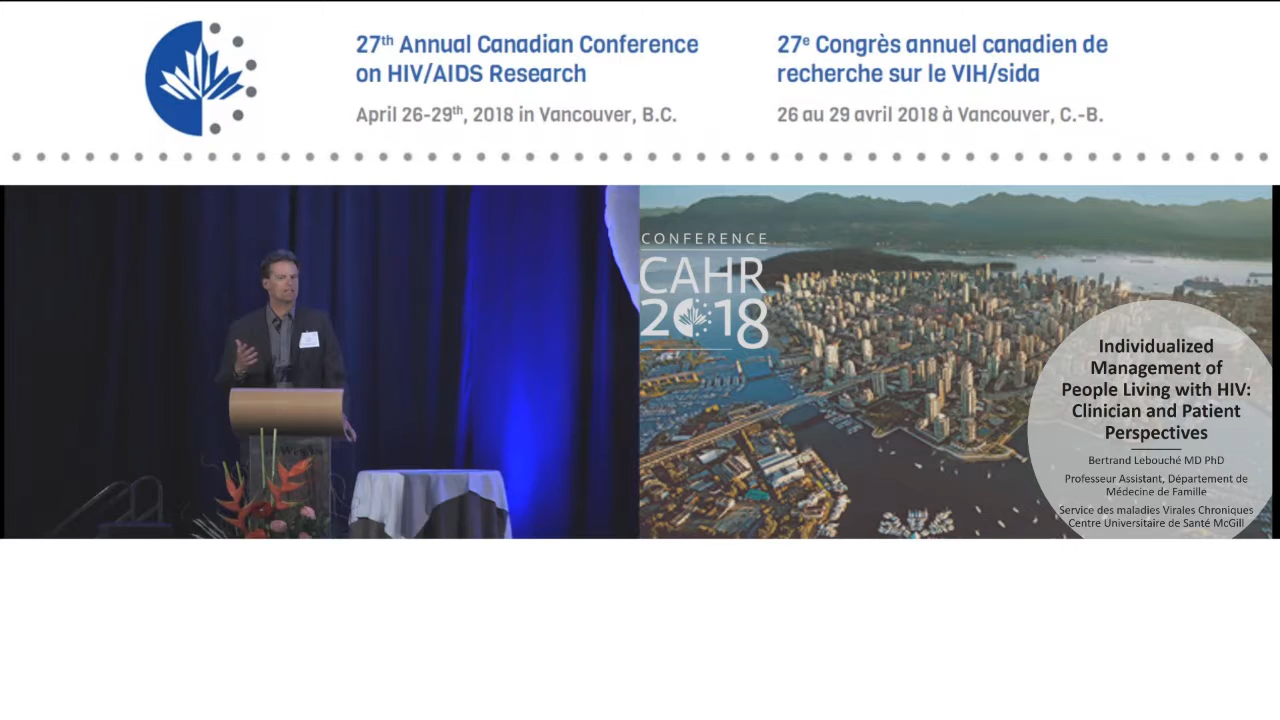 27th Annual Canadian Conference
on HIV/AIDS Research
April 26-29th, 2018 in Vancouver, B.C.
27e Congrès annuel canadien de
recherche sur le VIH/sida
26 au 29 avril 2018 à Vancouver, C.-B.
CONFERENCE
CAHR
2018
Individualized
Management of
People Living with HIV:
Clinician and Patient
Perspectives
Bertrand Lebouché MD PhD
Professeur Assistant, Département de
Médecine de Famille
Service des maladies Virales Chroniques
Centre Universitaire de Santé McGill